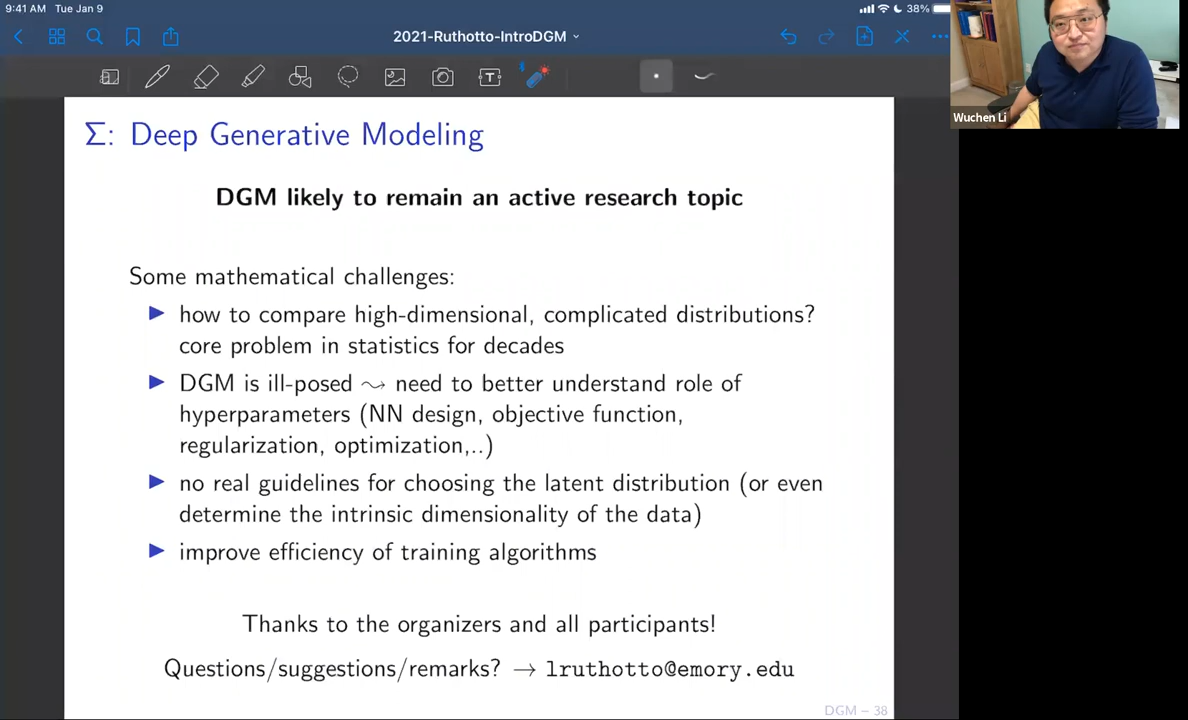 9:41 AM Tue Jan 9
38%
2021-Ruthotto-IntroDGM
T
Wuchen Li
Σ: Deep Generative Modeling
DGM likely to remain an active research topic
Some mathematical challenges:
▶ how to compare high-dimensional, complicated distributions?
core problem in statistics for decades
▶ DGM is ill-posed ⤳ need to better understand role of
hyperparameters (NN design, objective function,
regularization, optimization,..)
▶ no real guidelines for choosing the latent distribution (or even
determine the intrinsic dimensionality of the data)
▶ improve efficiency of training algorithms
Thanks to the organizers and all participants!
Questions/suggestions/remarks? → lruthotto@emory.edu
DGM – 38